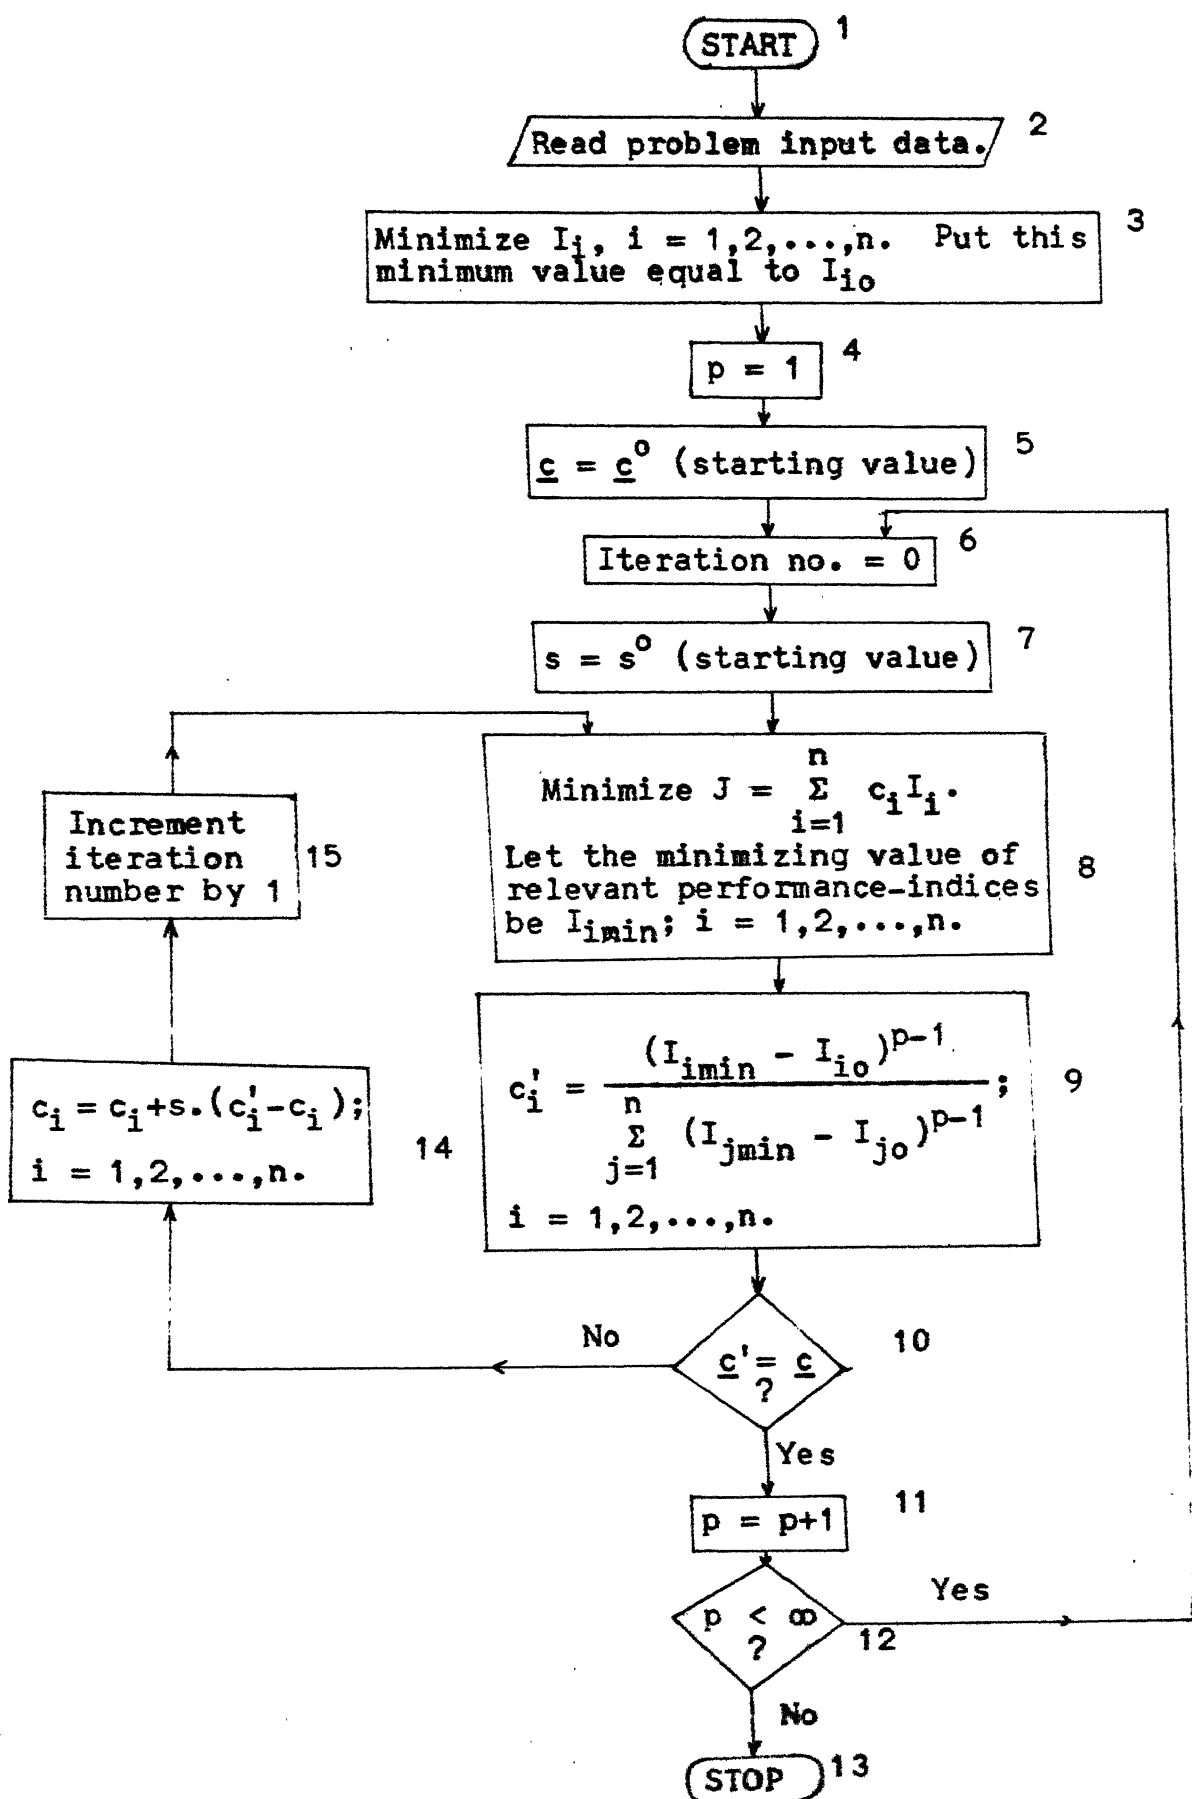 START 1
Read problem input data. 2
Minimize Iᵢ, i = 1,2,...,n. Put this 3
minimum value equal to Iᵢₒ
p = 1 4
c = c⁰ (starting value) 5
Iteration no. = 0 6
s = s⁰ (starting value) 7
n
Minimize J = Σ cᵢIᵢ.
i=1
Let the minimizing value of
relevant performance-indices 8
be Iimin; i = 1,2,...,n.
Increment
iteration 15
number by 1
(Iimin - Iio)^p-1
c'i = ; 9
n
Σ (Ijmin - Ijo)^p-1
j=1
i = 1,2,...,n.
ci = ci+s.(c'i-ci);
14
i = 1,2,...,n.
No 10
c' = c
?
Yes
p = p+1 11
Yes
p < ∞
? 12
No
STOP 13